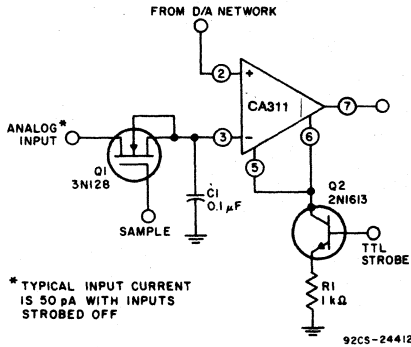 FROM D/A NETWORK
2
+
CA311
7
ANALOG*
INPUT
3
−
6
5
Q1
3N128
C1
0.1 µF
Q2
2N1613
SAMPLE
TTL
STROBE
* TYPICAL INPUT CURRENT
IS 50 pA WITH INPUTS
STROBED OFF
R1
1 kΩ
92CS-24412